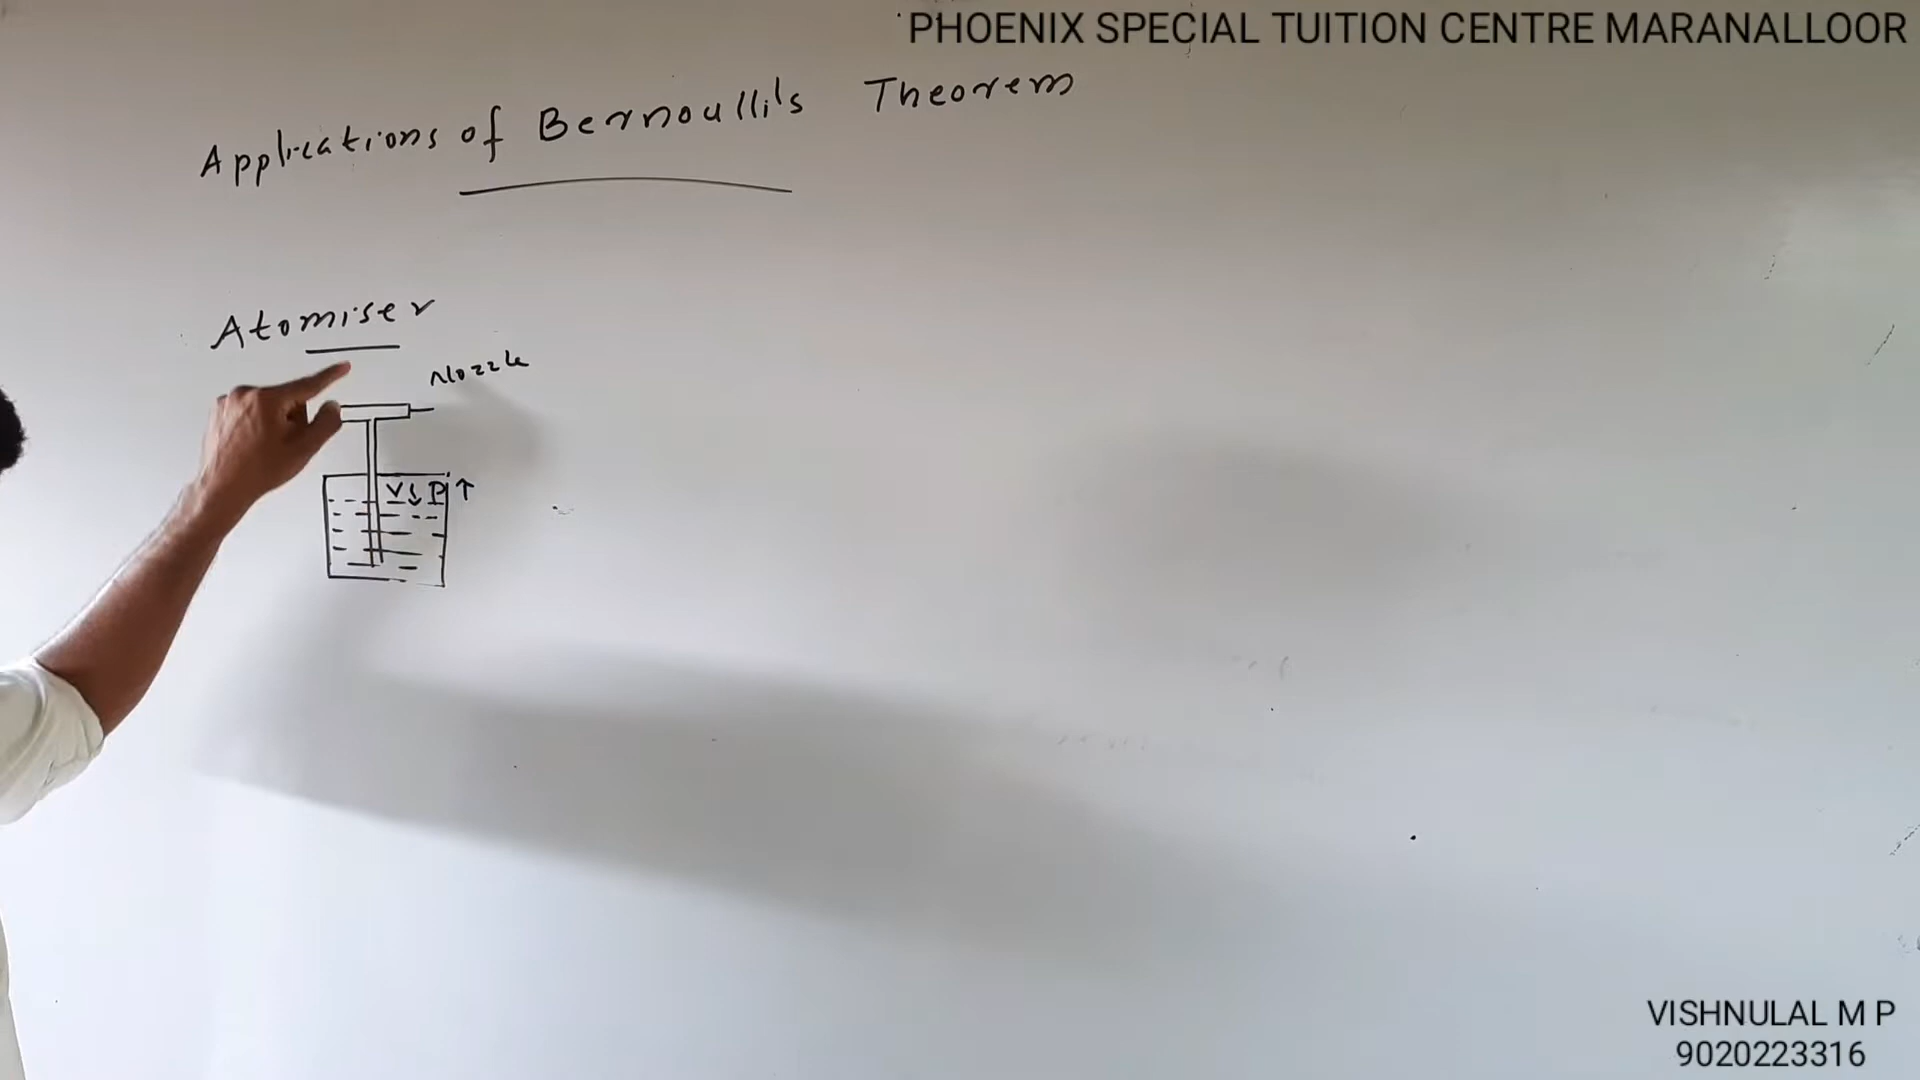 PHOENIX SPECIAL TUITION CENTRE MARANALLOOR
Applications of Bernoulli's Theorem
Atomiser
Nozzle
V↓ P↑
VISHNULAL M P
9020223316